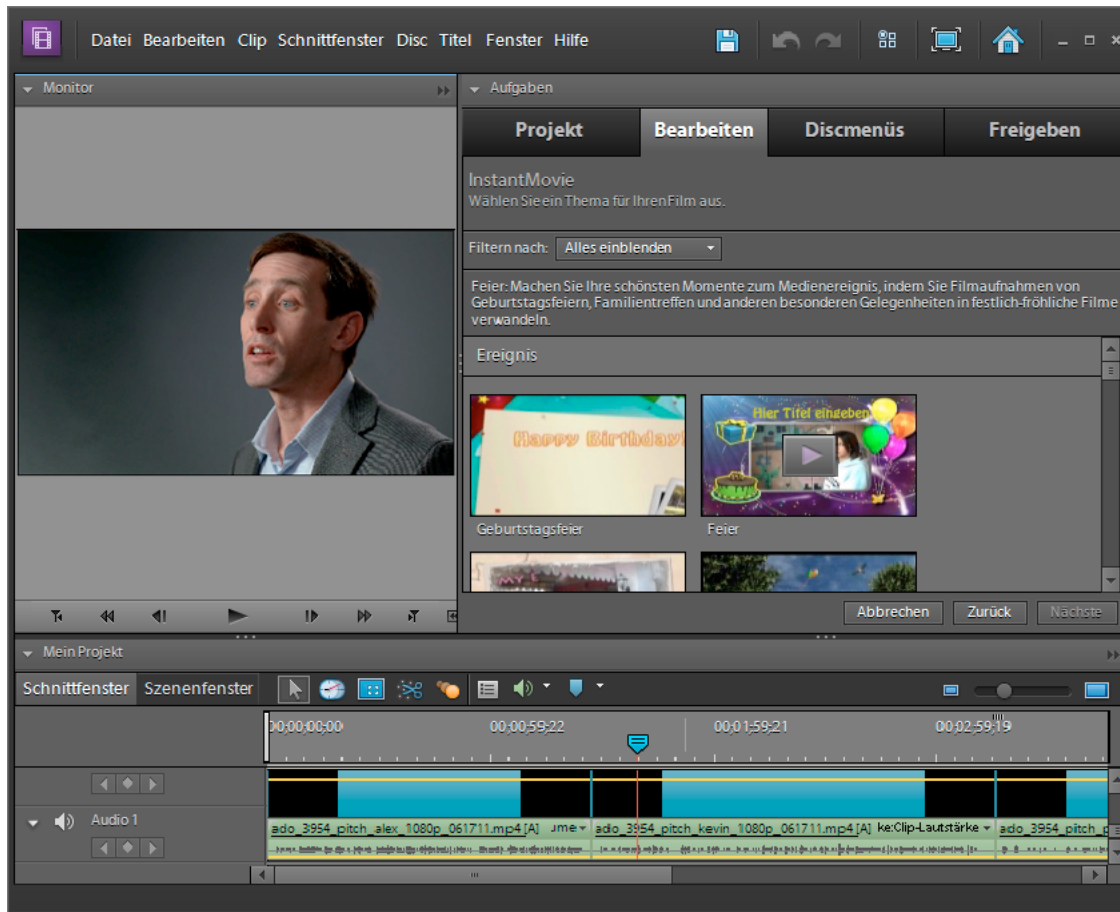 Datei Bearbeiten Clip Schnittfenster Disc Titel Fenster Hilfe
Monitor
Aufgaben
Projekt Bearbeiten Discmenüs Freigeben
InstantMovie
Wählen Sie ein Thema für Ihren Film aus.
Filtern nach: Alles einblenden
Feier: Machen Sie Ihre schönsten Momente zum Medienereignis, indem Sie Filmaufnahmen von
Geburtstagsfeiern, Familientreffen und anderen besonderen Gelegenheiten in festlich-fröhliche Filme
verwandeln.
Ereignis
Happy Birthday!
Hier Titel eingeben
Geburtstagsfeier Feier
Abbrechen Zurück Nächste
Mein Projekt
Schnittfenster Szenenfenster
00;00;00;00 00;00;59;22 00;01;59;21 00;02;59;19
Audio 1
ado_3954_pitch_alex_1080p_061711.mp4 [A] ume ado_3954_pitch_kevin_1080p_061711.mp4 [A] ke:Clip-Lautstärke ado_3954_pitch_p